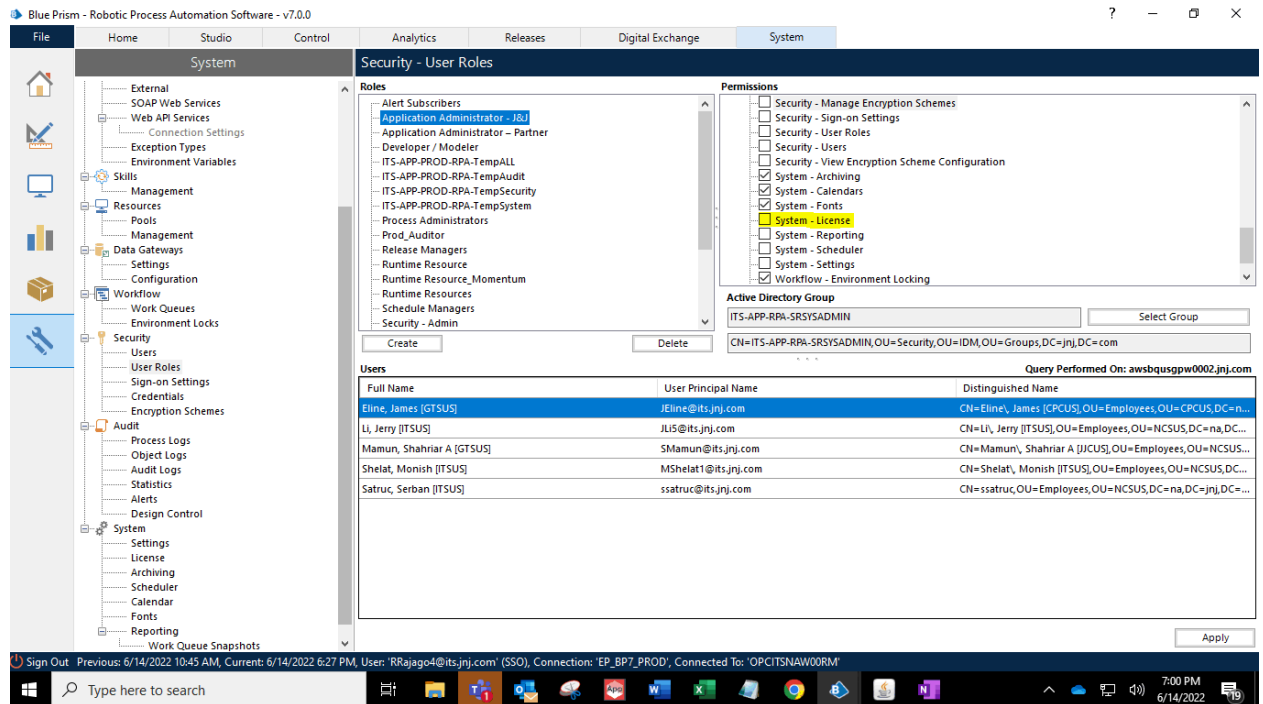 Blue Prism - Robotic Process Automation Software - v7.0.0
?
File Home Studio Control Analytics Releases Digital Exchange System
System
External
SOAP Web Services
Web API Services
Connection Settings
Exception Types
Environment Variables
Skills
Management
Resources
Pools
Management
Data Gateways
Settings
Configuration
Workflow
Work Queues
Environment Locks
Security
Users
User Roles
Sign-on Settings
Credentials
Encryption Schemes
Audit
Process Logs
Object Logs
Audit Logs
Statistics
Alerts
Design Control
System
Settings
License
Archiving
Scheduler
Calendar
Fonts
Reporting
Work Queue Snapshots
Security - User Roles
Roles
Alert Subscribers
Application Administrator - J&J
Application Administrator – Partner
Developer / Modeler
ITS-APP-PROD-RPA-TempALL
ITS-APP-PROD-RPA-TempAudit
ITS-APP-PROD-RPA-TempSecurity
ITS-APP-PROD-RPA-TempSystem
Process Administrators
Prod_Auditor
Release Managers
Runtime Resource
Runtime Resource_Momentum
Runtime Resources
Schedule Managers
Security - Admin
Create Delete
Permissions
Security - Manage Encryption Schemes
Security - Sign-on Settings
Security - User Roles
Security - Users
Security - View Encryption Scheme Configuration
System - Archiving
System - Calendars
System - Fonts
System - License
System - Reporting
System - Scheduler
System - Settings
Workflow - Environment Locking
Active Directory Group
ITS-APP-RPA-SRSYSADMIN Select Group
CN=ITS-APP-RPA-SRSYSADMIN,OU=Security,OU=IDM,OU=Groups,DC=jnj,DC=com
Users Query Performed On: awsbqusgpw0002.jnj.com
Full Name User Principal Name Distinguished Name
Eline, James [GTSUS] JEline@its.jnj.com CN=Eline\, James [CPCUS],OU=Employees,OU=CPCUS,DC=n...
Li, Jerry [ITSUS] JLi5@its.jnj.com CN=Li\, Jerry [ITSUS],OU=Employees,OU=NCSUS,DC=na,DC...
Mamun, Shahriar A [GTSUS] SMamun@its.jnj.com CN=Mamun\, Shahriar A [JJCUS],OU=Employees,OU=NCSUS...
Shelat, Monish [ITSUS] MShelat1@its.jnj.com CN=Shelat\, Monish [ITSUS],OU=Employees,OU=NCSUS,DC...
Satruc, Serban [ITSUS] ssatruc@its.jnj.com CN=ssatruc,OU=Employees,OU=NCSUS,DC=na,DC=jnj,DC=...
Apply
Sign Out Previous: 6/14/2022 10:45 AM, Current: 6/14/2022 6:27 PM, User: 'RRajago4@its.jnj.com' (SSO), Connection: 'EP_BP7_PROD', Connected To: 'OPCITSNAW00RM'
Type here to search
7:00 PM
6/14/2022
19